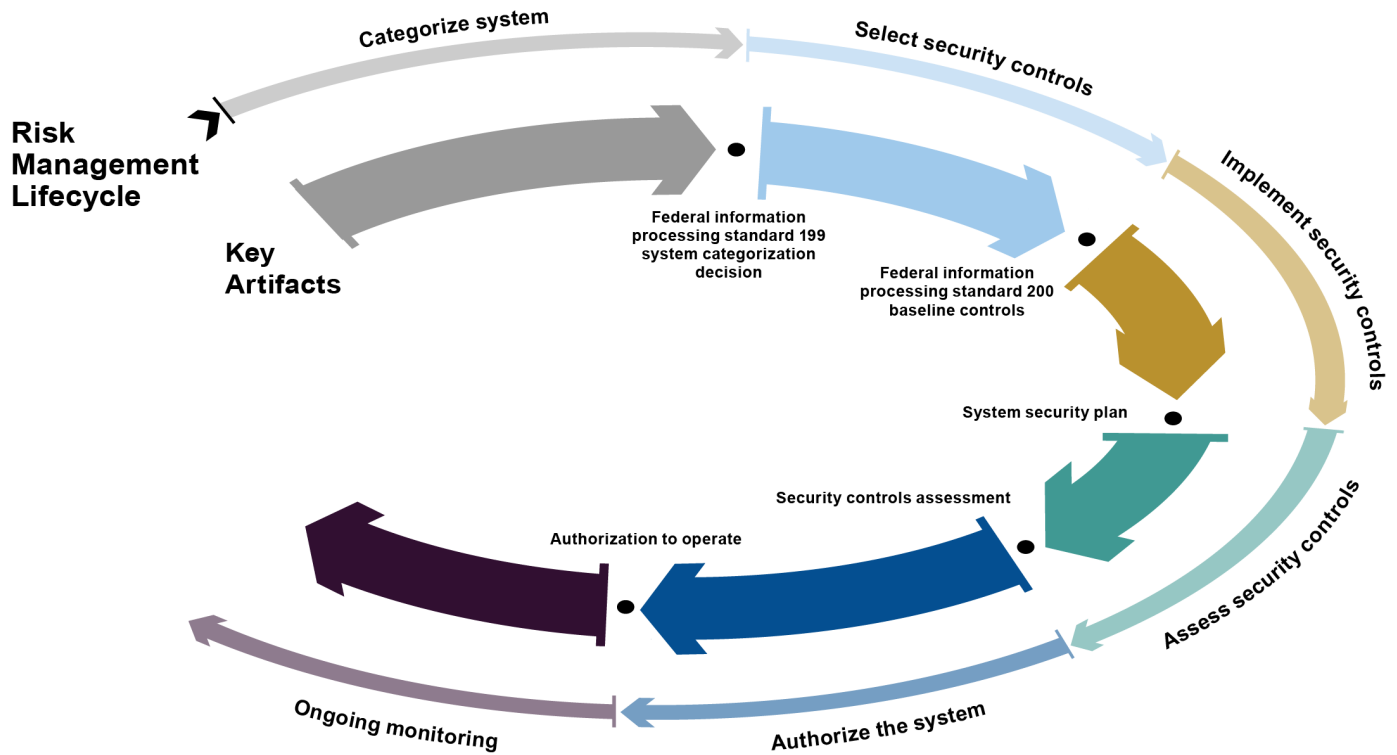 Categorize system
Select security controls
Risk
Management
Lifecycle
Implement security controls
Key
Artifacts
Federal information
processing standard 199
system categorization
decision
Federal information
processing standard 200
baseline controls
System security plan
Security controls assessment
Authorization to operate
Assess security controls
Authorize the system
Ongoing monitoring